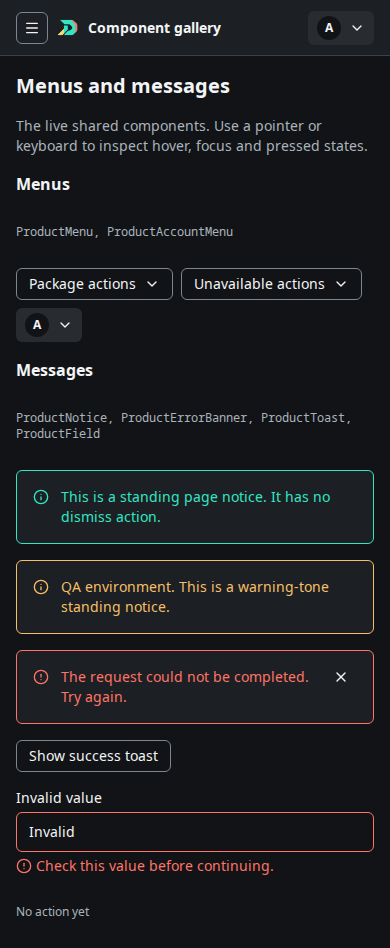 Component gallery
A
Menus and messages
The live shared components. Use a pointer or
keyboard to inspect hover, focus and pressed states.
Menus
ProductMenu, ProductAccountMenu
Package actions
Unavailable actions
A
Messages
ProductNotice, ProductErrorBanner, ProductToast,
ProductField
This is a standing page notice. It has no
dismiss action.
QA environment. This is a warning-tone
standing notice.
The request could not be completed.
Try again.
Show success toast
Invalid value
Invalid
Check this value before continuing.
No action yet